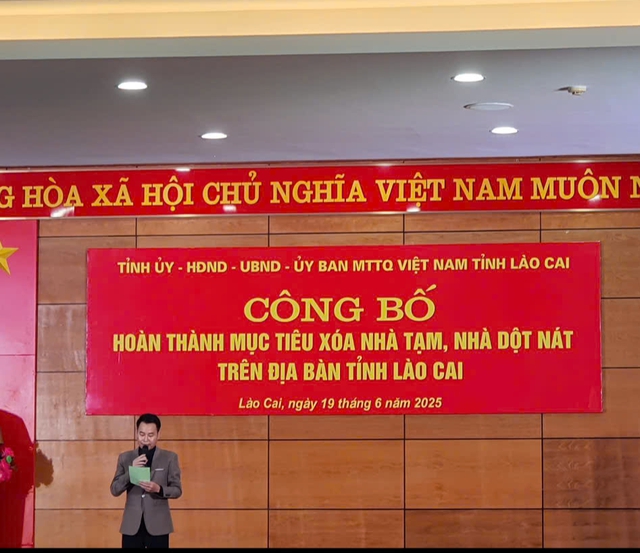 HÒA XÃ HỘI CHỦ NGHĨA VIỆT NAM MUÔN
TỈNH ỦY - HĐND - UBND - ỦY BAN MTTQ VIỆT NAM TỈNH LÀO CAI
CÔNG BỐ
HOÀN THÀNH MỤC TIÊU XÓA NHÀ TẠM, NHÀ DỘT NÁT
TRÊN ĐỊA BÀN TỈNH LÀO CAI
Lào Cai, ngày 19 tháng 6 năm 2025